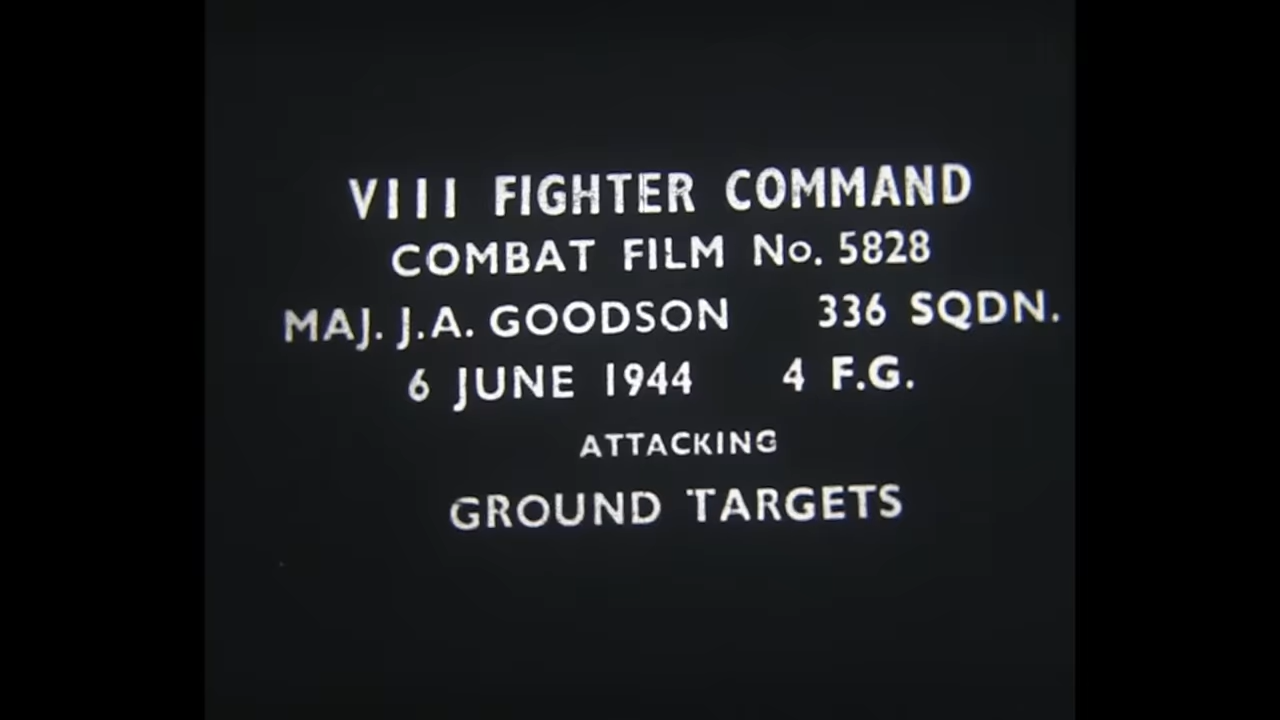 VIII FIGHTER COMMAND
COMBAT FILM No. 5828
MAJ. J.A. GOODSON 336 SQDN.
6 JUNE 1944 4 F.G.
ATTACKING
GROUND TARGETS